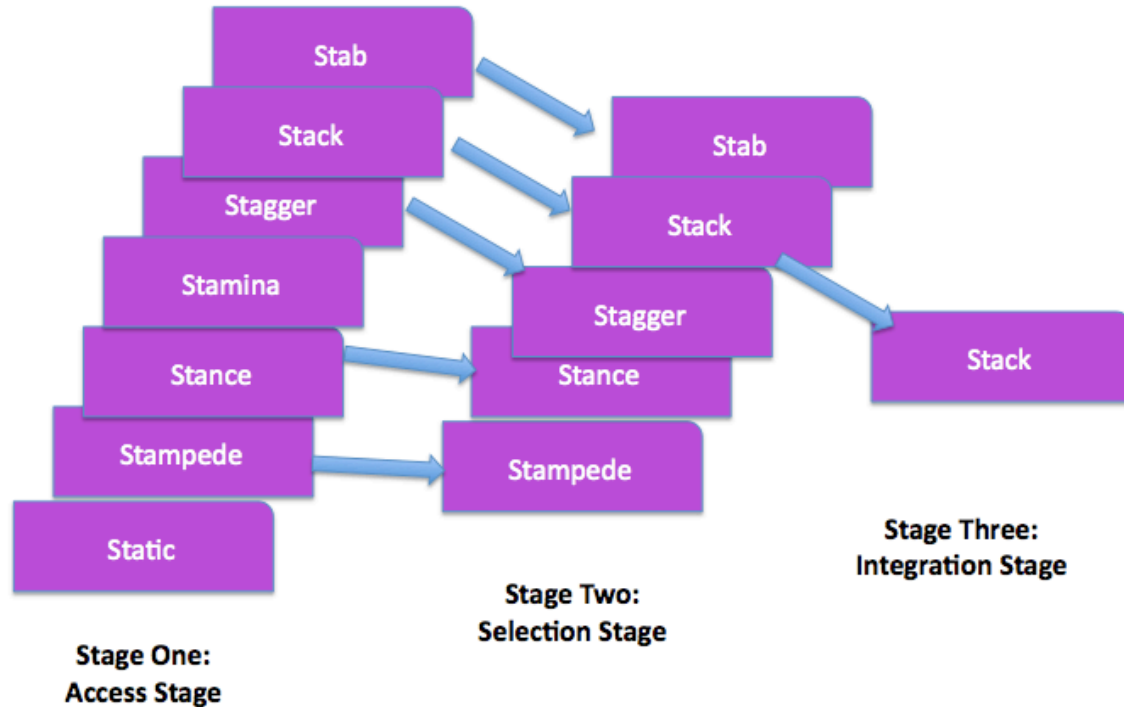 Stab
Stack
Stagger
Stamina
Stance
Stampede
Static
Stage One:
Access Stage
Stab
Stack
Stagger
Stance
Stampede
Stage Two:
Selection Stage
Stack
Stage Three:
Integration Stage